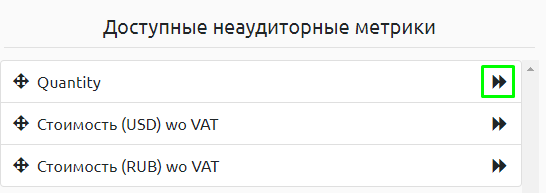 Доступные неаудиторные метрики
Quantity
Стоимость (USD) wo VAT
Стоимость (RUB) wo VAT